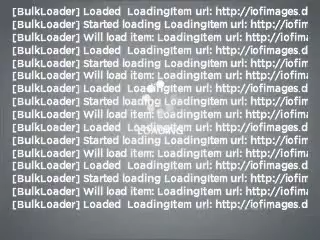 [BulkLoader] Loaded LoadingItem url: http://iofimages.d
[BulkLoader] Started loading LoadingItem url: http://iofim
[BulkLoader] Will load item: LoadingItem url: http://iofima
[BulkLoader] Loaded LoadingItem url: http://iofimages.d
[BulkLoader] Started loading LoadingItem url: http://iofim
[BulkLoader] Will load item: LoadingItem url: http://iofima
[BulkLoader] Loaded LoadingItem url: http://iofimages.d
[BulkLoader] Started loading LoadingItem url: http://iofim
[BulkLoader] Will load item: LoadingItem url: http://iofima
[BulkLoader] Loaded LoadingItem url: http://iofimages.d
LOADING
[BulkLoader] Started loading LoadingItem url: http://iofim
[BulkLoader] Will load item: LoadingItem url: http://iofima
[BulkLoader] Loaded LoadingItem url: http://iofimages.d
[BulkLoader] Started loading LoadingItem url: http://iofim
[BulkLoader] Will load item: LoadingItem url: http://iofima
[BulkLoader] Loaded LoadingItem url: http://iofimages.d